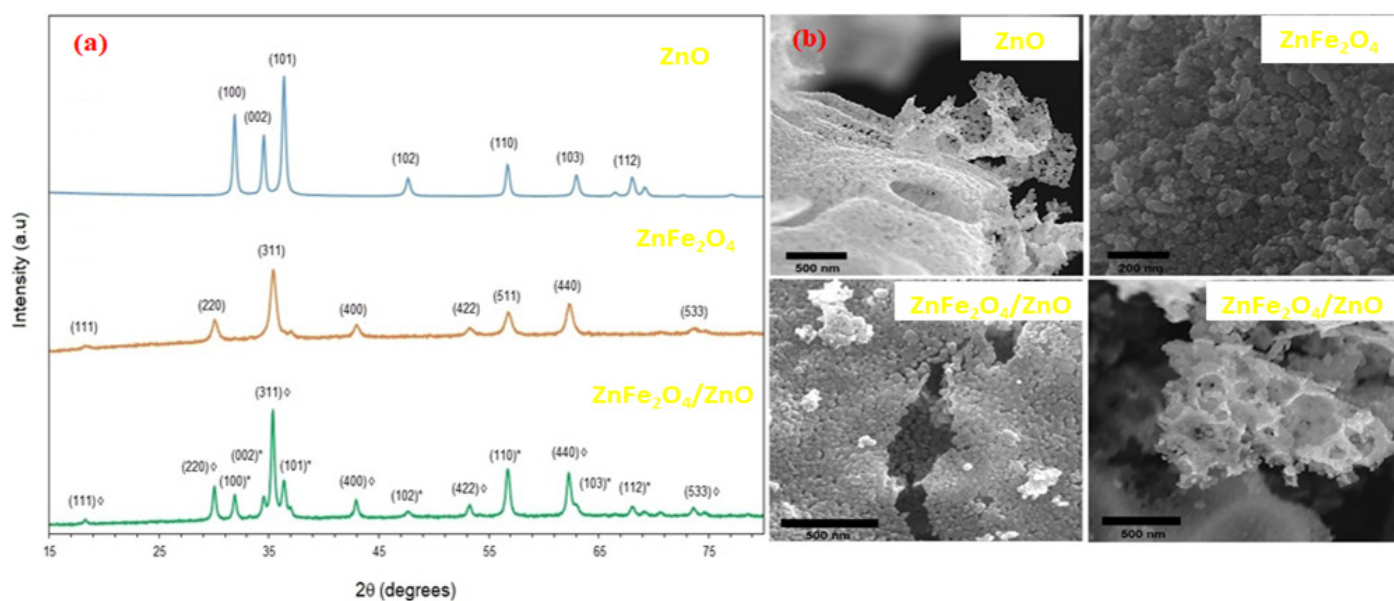 (a)
ZnO
(100)
(002)
(101)
(102)
(110)
(103)
(112)
ZnFe₂O₄
(111)
(220)
(311)
(400)
(422)
(511)
(440)
(533)
ZnFe₂O₄/ZnO
(111)◊
(220)◊
(100)*
(002)*
(311)◊
(101)*
(400)◊
(102)*
(422)◊
(110)*
(440)◊
(103)*
(112)*
(533)◊
Intensity (a.u)
15 25 35 45 55 65 75
2θ (degrees)
(b)
ZnO
500 nm
ZnFe₂O₄
200 nm
ZnFe₂O₄/ZnO
500 nm
ZnFe₂O₄/ZnO
500 nm